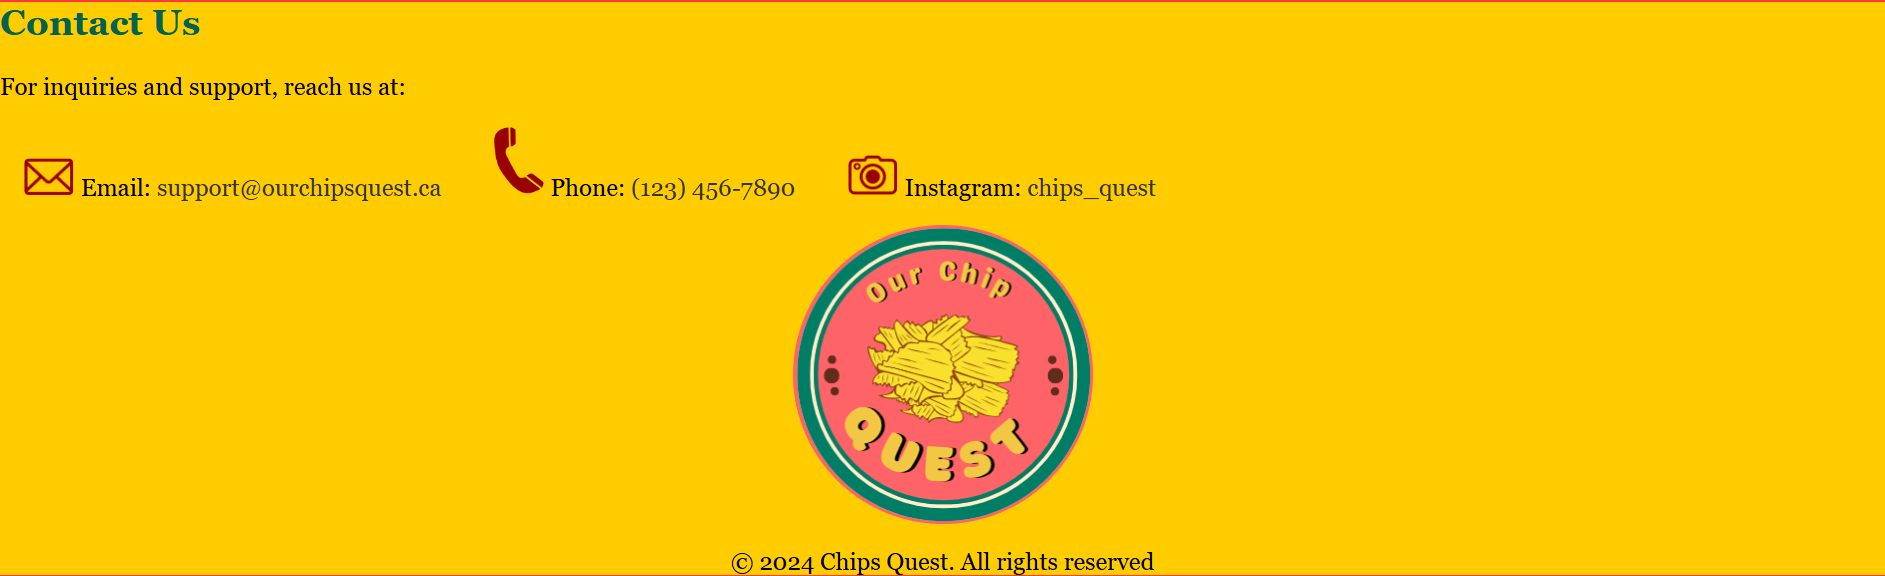 Contact Us
For inquiries and support, reach us at:
Email: support@ourchipsquest.ca Phone: (123) 456-7890 Instagram: chips_quest
Our Chip
QUEST
© 2024 Chips Quest. All rights reserved